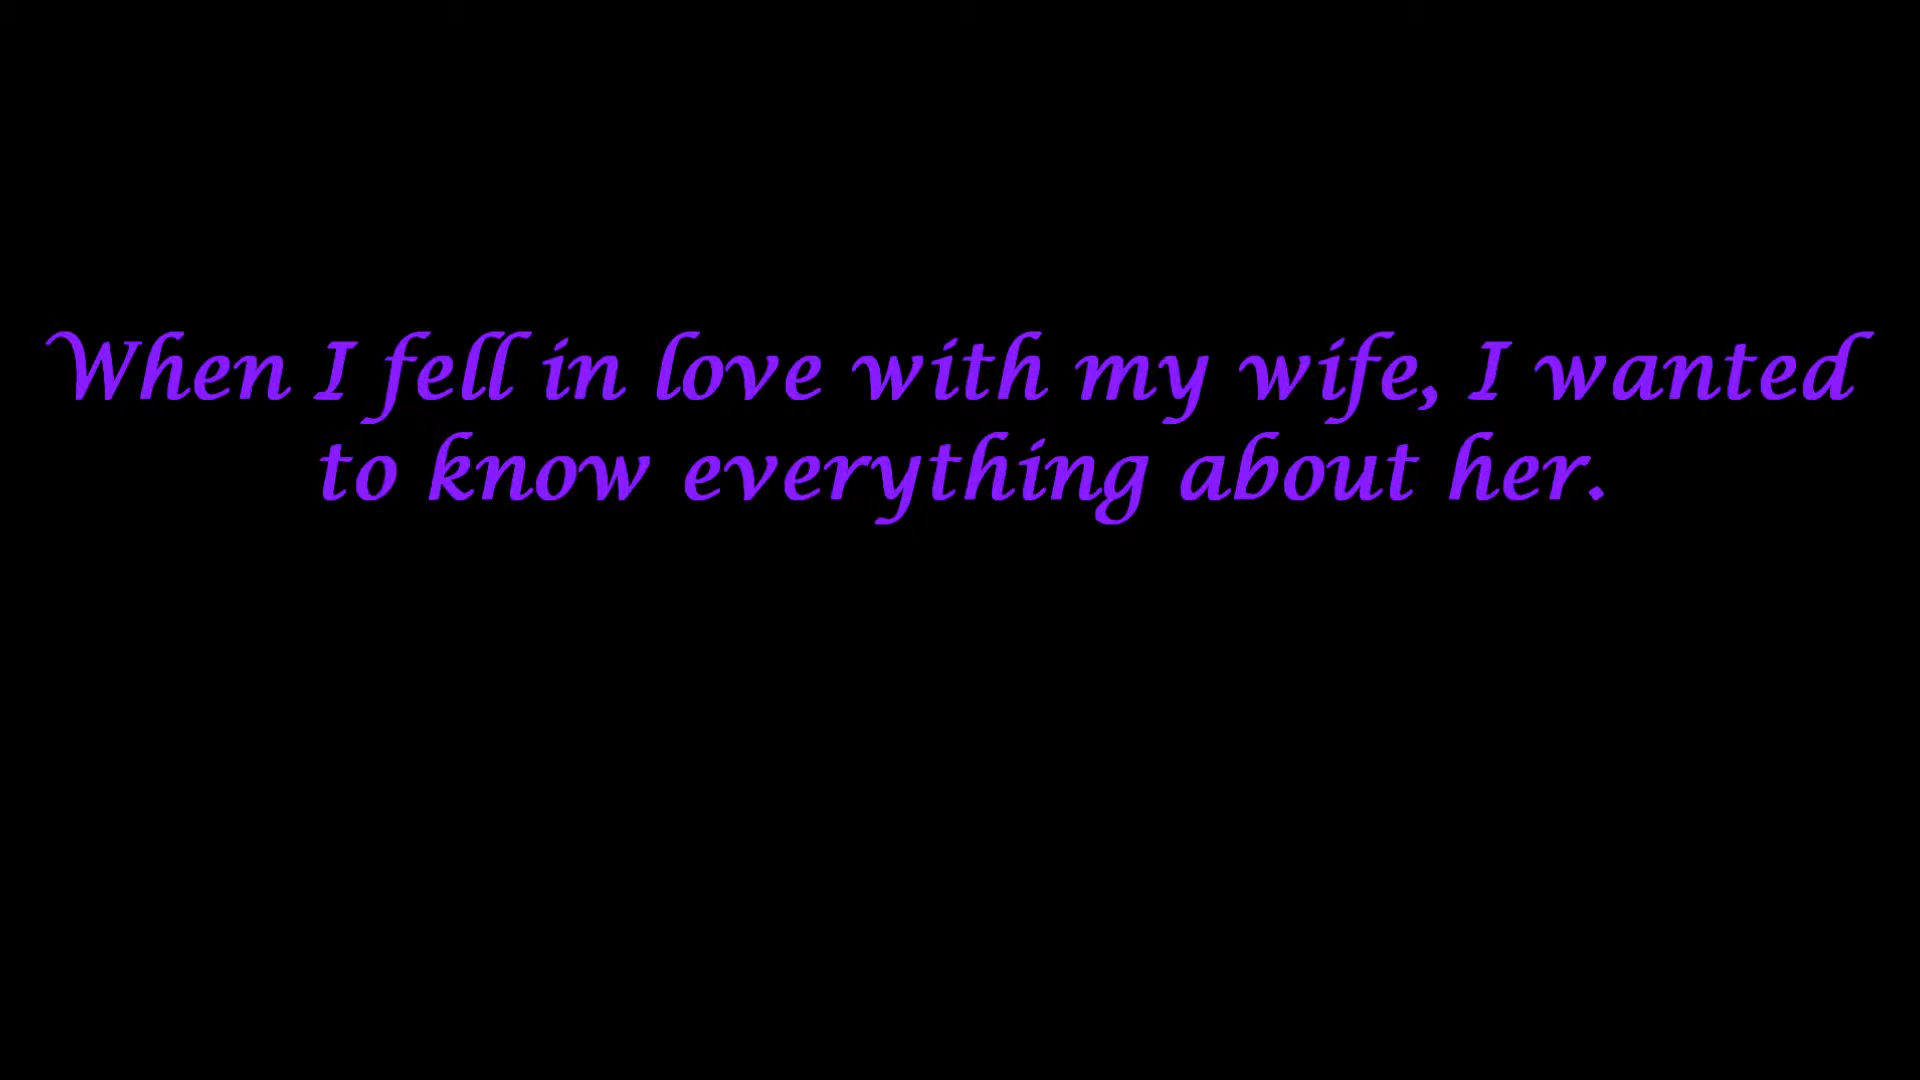 When I fell in love with my wife, I wanted
to know everything about her.